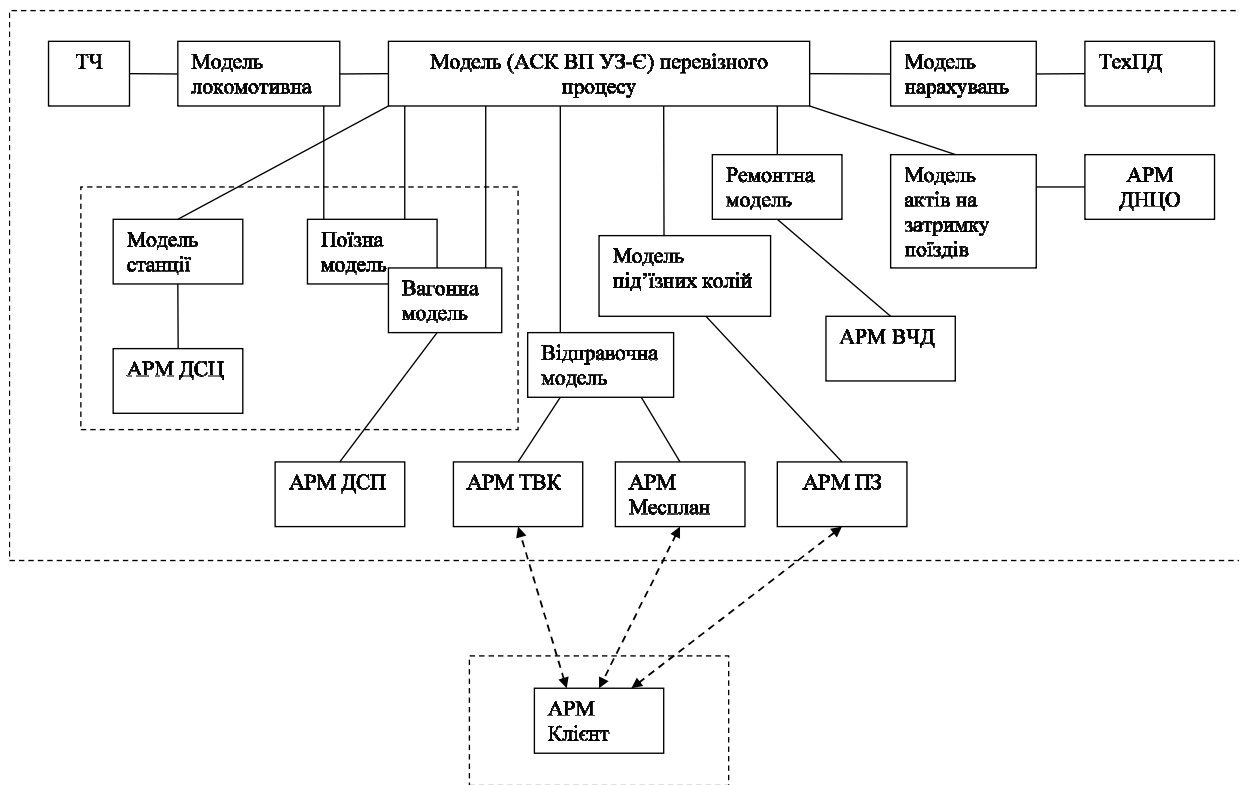 ТЧ
Модель
локомотивна
Модель (АСК ВП УЗ-Є) перевізного
процесу
Модель
нарахувань
ТехПД
Ремонтна
модель
Модель
актів на
затримку
поїздів
АРМ
ДНЦО
Модель
станції
Поїзна
модель
Вагонна
модель
Модель
під’їзних колій
АРМ ВЧД
Відправочна
модель
АРМ ДСЦ
АРМ ДСП
АРМ ТВК
АРМ
Месплан
АРМ ПЗ
АРМ
Клієнт